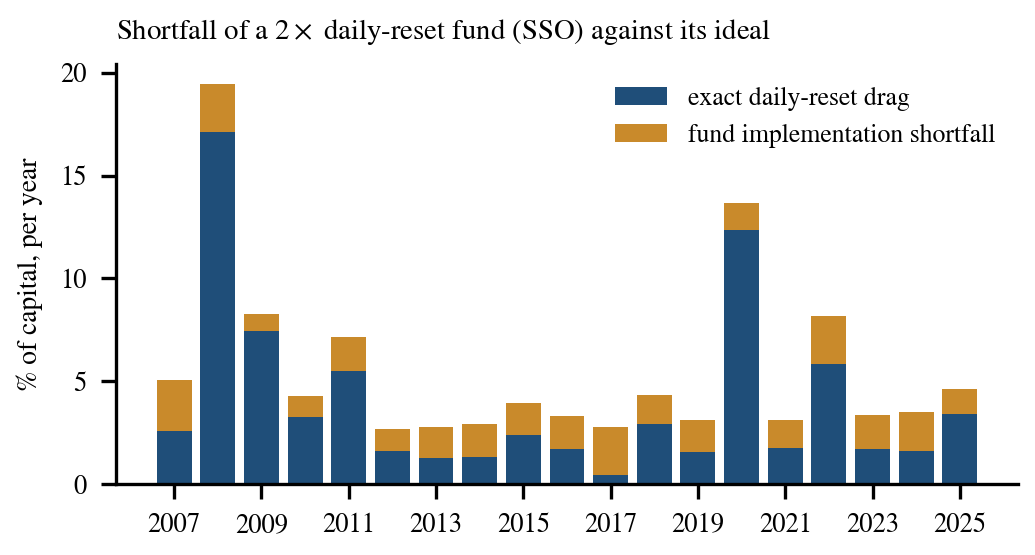 Shortfall of a 2× daily-reset fund (SSO) against its ideal
exact daily-reset drag
fund implementation shortfall
% of capital, per year
20
15
10
5
0
2007 2009 2011 2013 2015 2017 2019 2021 2023 2025